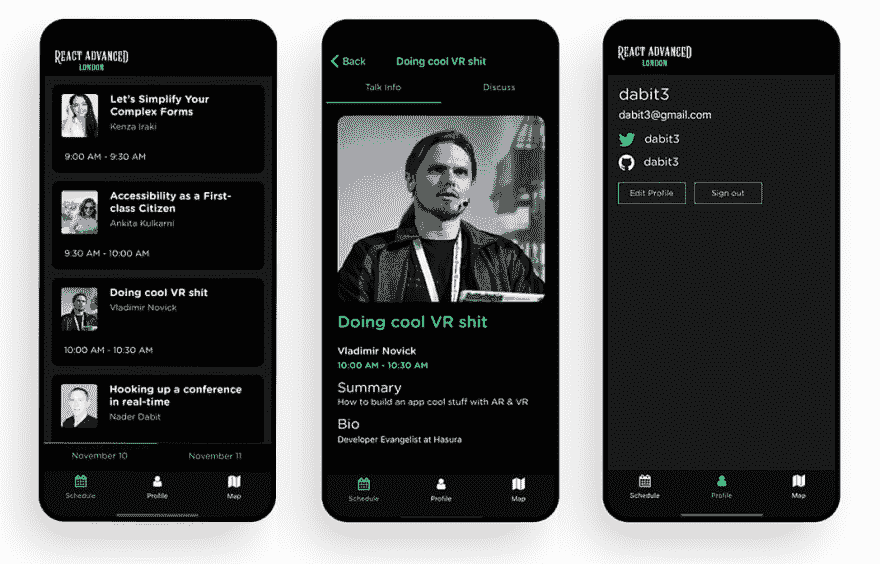 REACT ADVANCED
LONDON
Let's Simplify Your
Complex Forms
Kenza Iraki
9:00 AM - 9:30 AM
Accessibility as a First-
class Citizen
Ankita Kulkarni
9:30 AM - 10:00 AM
Doing cool VR shit
Vladimir Novick
10:00 AM - 10:30 AM
Hooking up a conference
in real-time
Nader Dabit
November 10 November 11
Schedule Profile Map
Back Doing cool VR shit
Talk Info Discuss
Doing cool VR shit
Vladimir Novick
10:00 AM - 10:30 AM
Summary
How to build an app cool stuff with AR & VR
Bio
Developer Evangelist at Hasura
Schedule Profile Map
REACT ADVANCED
LONDON
dabit3
dabit3@gmail.com
dabit3
dabit3
Edit Profile Sign out
Schedule Profile Map